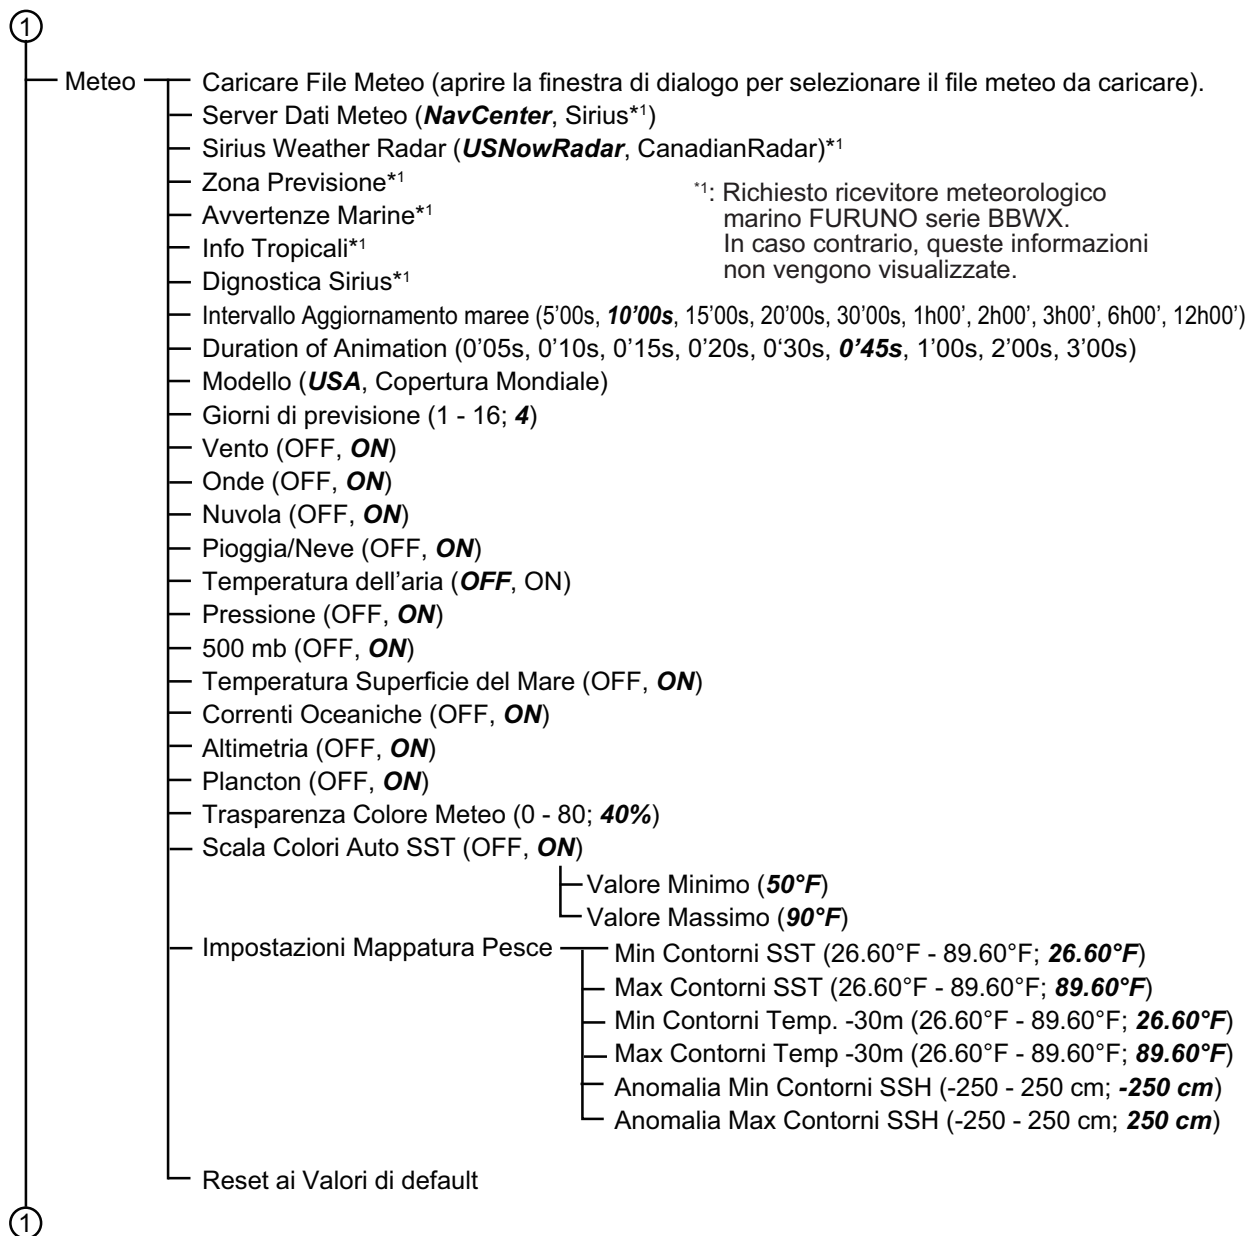 1
Meteo
Caricare File Meteo (aprire la finestra di dialogo per selezionare il file meteo da caricare).
Server Dati Meteo (NavCenter, Sirius*1)
Sirius Weather Radar (USNowRadar, CanadianRadar)*1
Zona Previsione*1
Avvertenze Marine*1
Info Tropicali*1
Dignostica Sirius*1
*1: Richiesto ricevitore meteorologico
marino FURUNO serie BBWX.
In caso contrario, queste informazioni
non vengono visualizzate.
Intervallo Aggiornamento maree (5’00s, 10’00s, 15’00s, 20’00s, 30’00s, 1h00’, 2h00’, 3h00’, 6h00’, 12h00’)
Duration of Animation (0’05s, 0’10s, 0’15s, 0’20s, 0‘30s, 0’45s, 1’00s, 2’00s, 3’00s)
Modello (USA, Copertura Mondiale)
Giorni di previsione (1 - 16; 4)
Vento (OFF, ON)
Onde (OFF, ON)
Nuvola (OFF, ON)
Pioggia/Neve (OFF, ON)
Temperatura dell’aria (OFF, ON)
Pressione (OFF, ON)
500 mb (OFF, ON)
Temperatura Superficie del Mare (OFF, ON)
Correnti Oceaniche (OFF, ON)
Altimetria (OFF, ON)
Plancton (OFF, ON)
Trasparenza Colore Meteo (0 - 80; 40%)
Scala Colori Auto SST (OFF, ON)
Valore Minimo (50°F)
Valore Massimo (90°F)
Impostazioni Mappatura Pesce
Min Contorni SST (26.60°F - 89.60°F; 26.60°F)
Max Contorni SST (26.60°F - 89.60°F; 89.60°F)
Min Contorni Temp. -30m (26.60°F - 89.60°F; 26.60°F)
Max Contorni Temp -30m (26.60°F - 89.60°F; 89.60°F)
Anomalia Min Contorni SSH (-250 - 250 cm; -250 cm)
Anomalia Max Contorni SSH (-250 - 250 cm; 250 cm)
Reset ai Valori di default
1